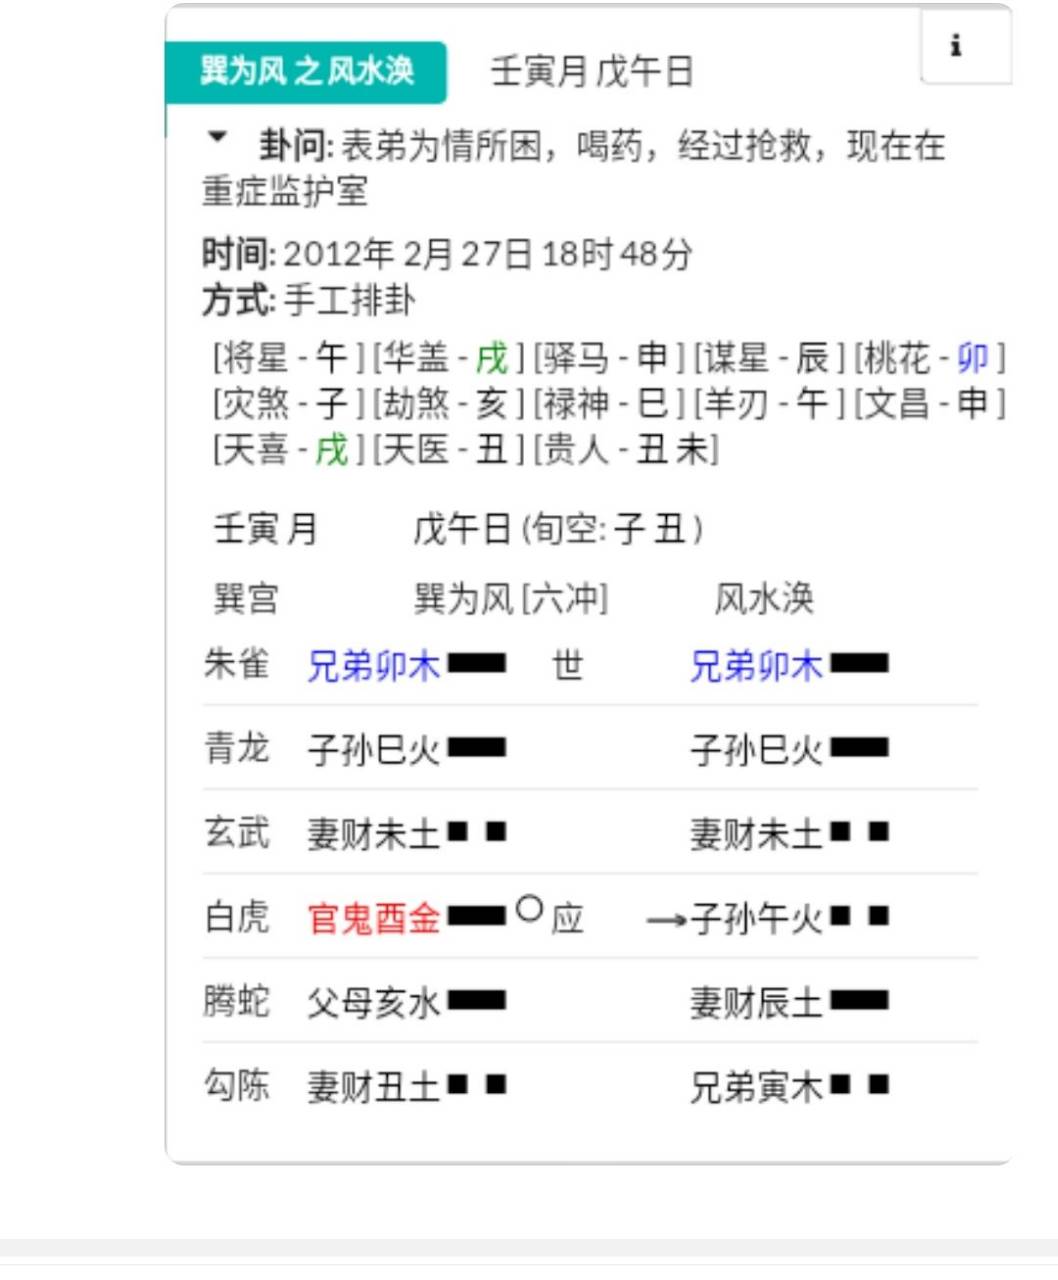 i
巽为风 之 风水涣 壬寅月 戊午日
卦问: 表弟为情所困，喝药，经过抢救，现在在
重症监护室
时间: 2012年 2月 27日 18时 48分
方式: 手工排卦
[将星 - 午 ] [华盖 - 戌 ] [驿马 - 申 ] [谋星 - 辰 ] [桃花 - 卯 ]
[灾煞 - 子 ] [劫煞 - 亥 ] [禄神 - 巳 ] [羊刃 - 午 ] [文昌 - 申 ]
[天喜 - 戌 ] [天医 - 丑 ] [贵人 - 丑 未]
壬寅 月 戊午日 (旬空: 子 丑 )
巽宫 巽为风 [六冲] 风水涣
朱雀 兄弟卯木 世 兄弟卯木
青龙 子孙巳火 子孙巳火
玄武 妻财未土 妻财未土
白虎 官鬼酉金 应 →子孙午火
腾蛇 父母亥水 妻财辰土
勾陈 妻财丑土 兄弟寅木